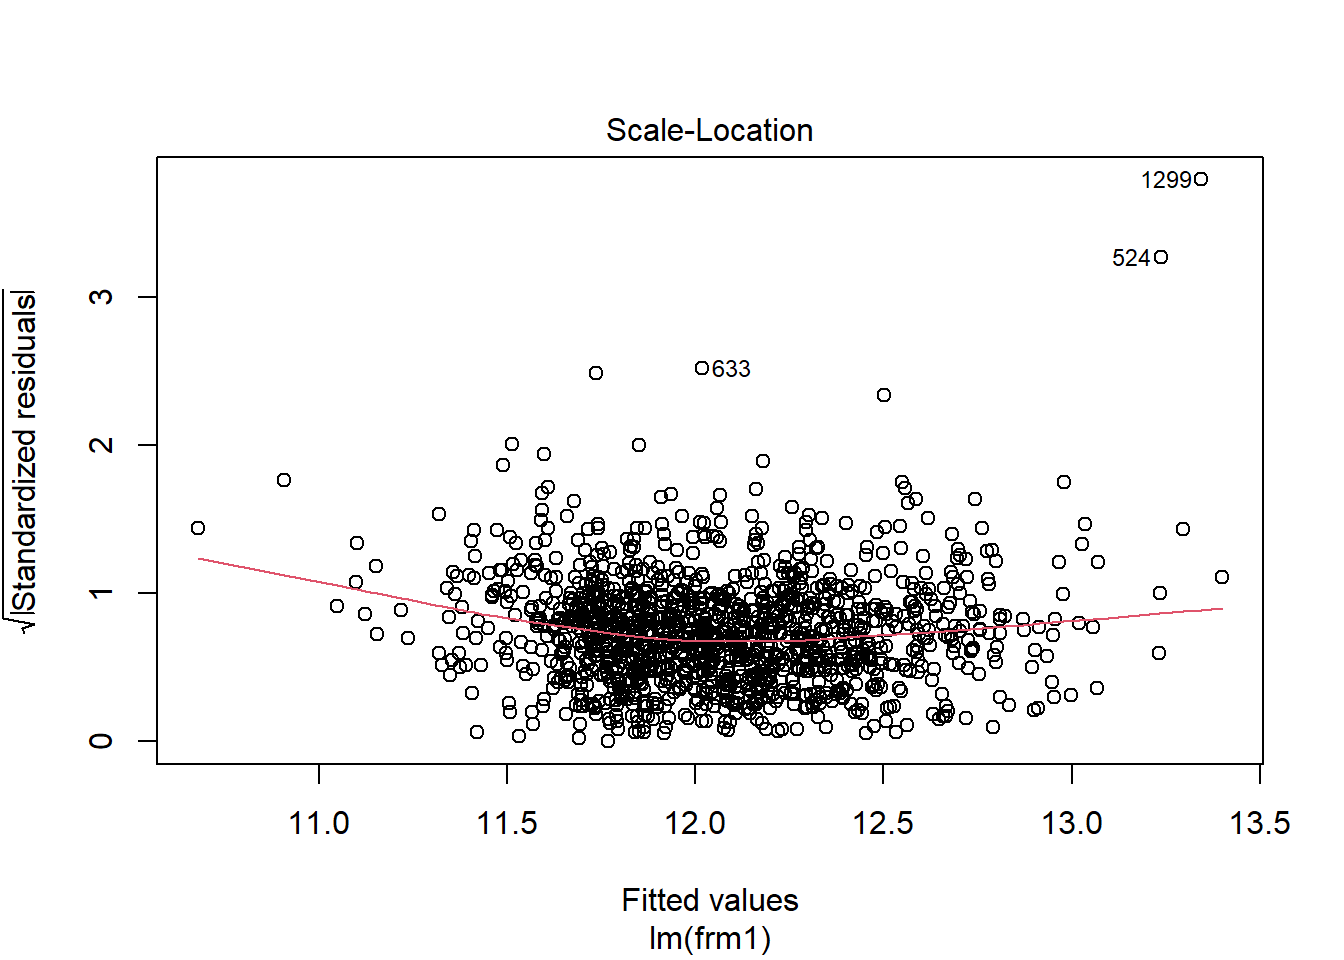 Scale-Location
1299
524
633
√|Standardized residuals|
3
2
1
0
11.0 11.5 12.0 12.5 13.0 13.5
Fitted values
lm(frm1)